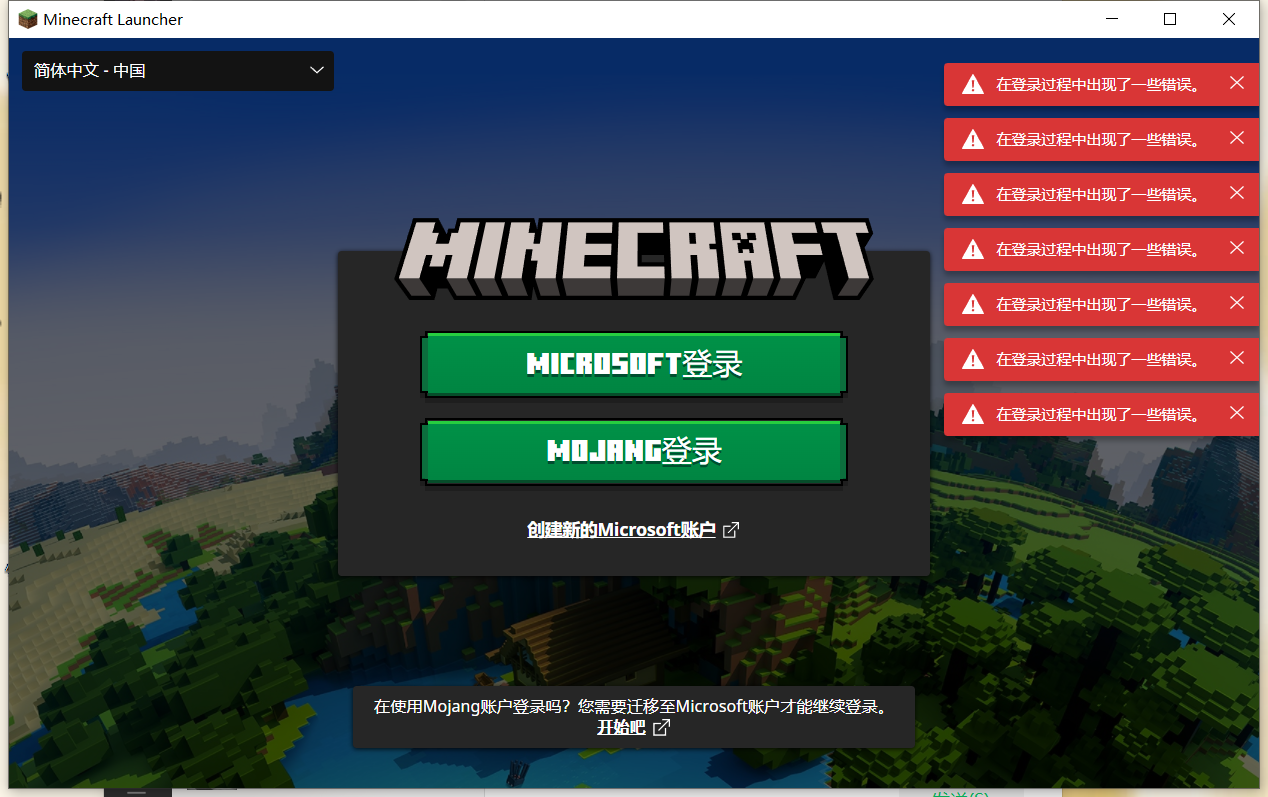 Minecraft Launcher
简体中文 - 中国
在登录过程中出现了一些错误。
在登录过程中出现了一些错误。
在登录过程中出现了一些错误。
在登录过程中出现了一些错误。
在登录过程中出现了一些错误。
在登录过程中出现了一些错误。
在登录过程中出现了一些错误。
MINECRAFT
MICROSOFT登录
MOJANG登录
创建新的Microsoft账户
在使用Mojang账户登录吗？您需要迁移至Microsoft账户才能继续登录。
开始吧